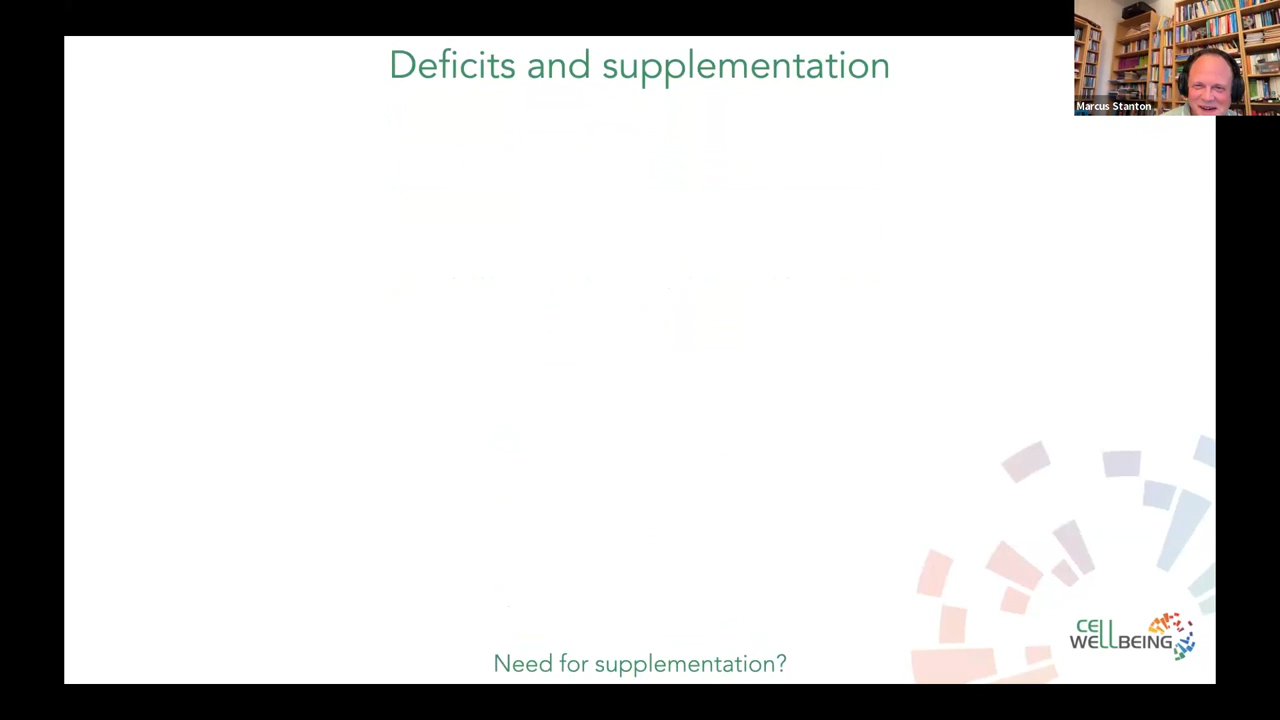 Deficits and supplementation
Marcus Stanton
CELL
WELLBEING
Need for supplementation?